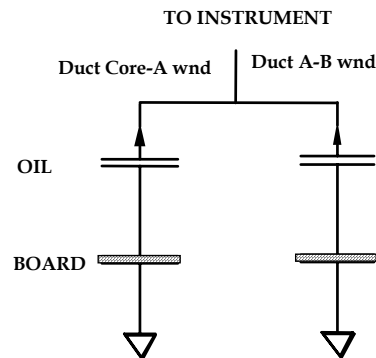 TO INSTRUMENT
Duct Core-A wnd
Duct A-B wnd
OIL
BOARD